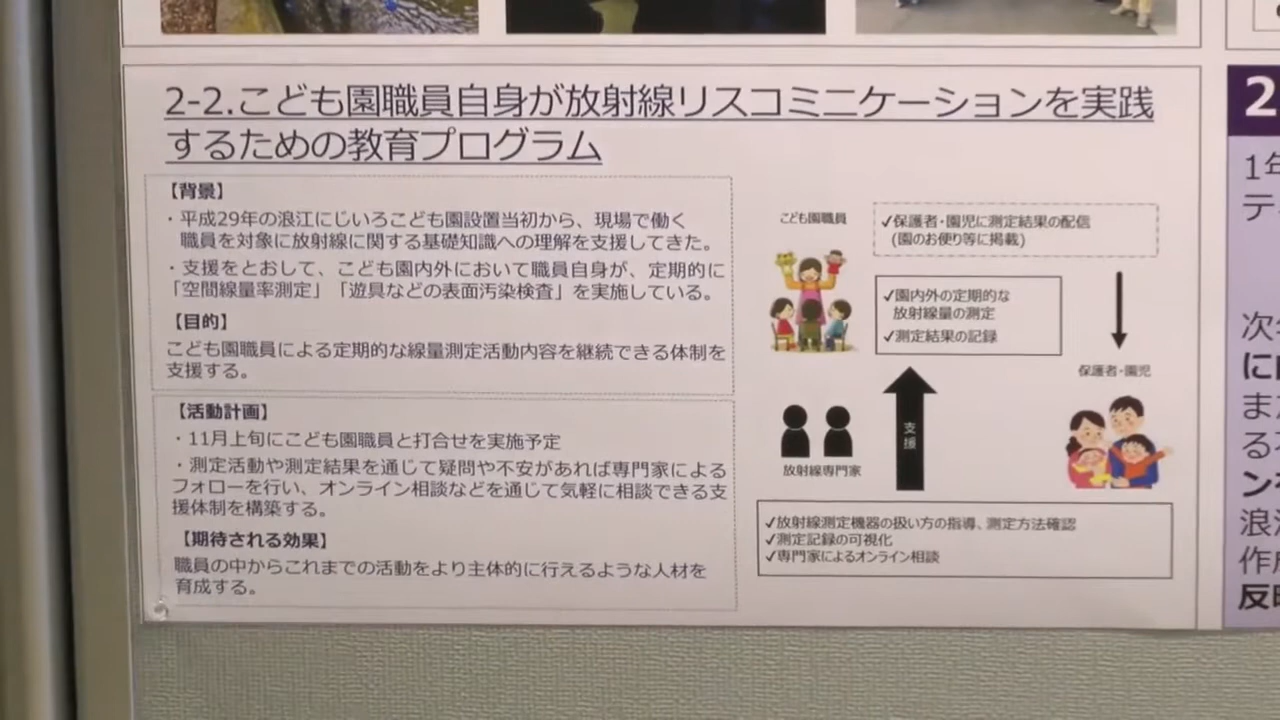 2-2.こども園職員自身が放射線リスクコミニケーションを実践
するための教育プログラム
【背景】
・平成29年の浪江にじいろこども園設置当初から、現場で働く
職員を対象に放射線に関する基礎知識への理解を支援してきた。
・支援をとおして、こども園内外において職員自身が、定期的に
「空間線量率測定」「遊具などの表面汚染検査」を実施している。
【目的】
こども園職員による定期的な線量測定活動内容を継続できる体制を
支援する。
【活動計画】
・11月上旬にこども園職員と打合せを実施予定
・測定活動や測定結果を通じて疑問や不安があれば専門家による
フォローを行い、オンライン相談などを通じて気軽に相談できる支
援体制を構築する。
【期待される効果】
職員の中からこれまでの活動をより主体的に行えるような人材を
育成する。
こども園職員
✓保護者・園児に測定結果の配信
(園のお便り等に掲載)
✓園内外の定期的な
放射線量の測定
✓測定結果の記録
保護者・園児
支援
放射線専門家
✓放射線測定機器の扱い方の指導、測定方法確認
✓測定記録の可視化
✓専門家によるオンライン相談
2
1年
テ
次
に
ま
る
ン
浪
作
反